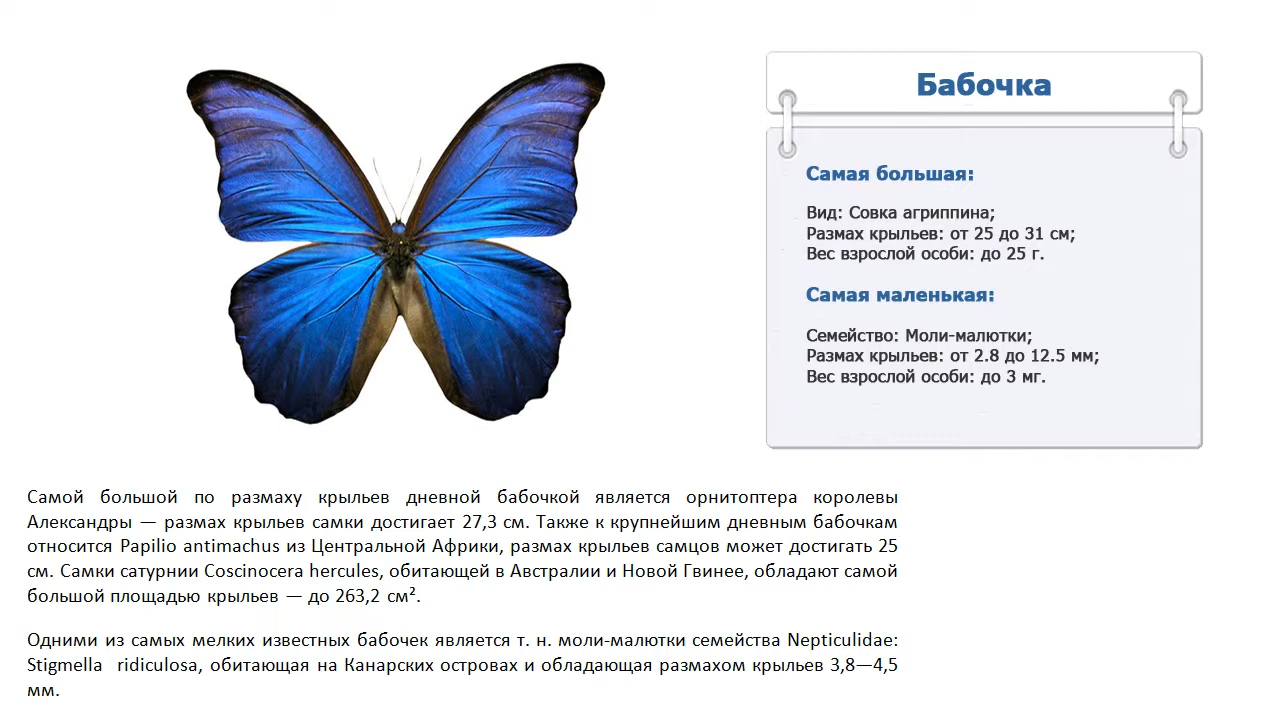 Бабочка
Самая большая:
Вид: Совка агриппина;
Размах крыльев: от 25 до 31 см;
Вес взрослой особи: до 25 г.
Самая маленькая:
Семейство: Моли-малютки;
Размах крыльев: от 2.8 до 12.5 мм;
Вес взрослой особи: до 3 мг.
Самой большой по размаху крыльев дневной бабочкой является орнитоптера королевы
Александры — размах крыльев самки достигает 27,3 см. Также к крупнейшим дневным бабочкам
относится Papilio antimachus из Центральной Африки, размах крыльев самцов может достигать 25
см. Самки сатурнии Coscinocera hercules, обитающей в Австралии и Новой Гвинее, обладают самой
большой площадью крыльев — до 263,2 см².
Одними из самых мелких известных бабочек является т. н. моли-малютки семейства Nepticulidae:
Stigmella ridiculosa, обитающая на Канарских островах и обладающая размахом крыльев 3,8—4,5
мм.